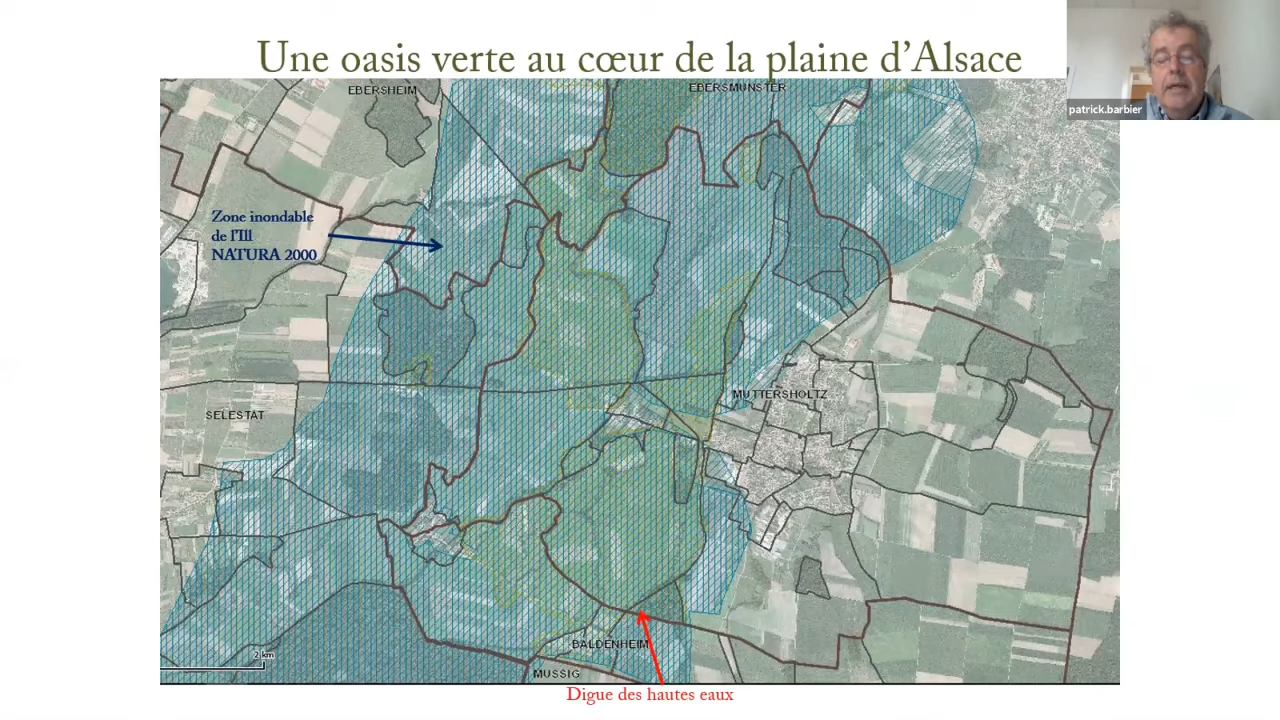 Une oasis verte au cœur de la plaine d'Alsace
patrick.barbier
EBERSHEIM
EBERSMUNSTER
Zone inondable
de l'Ill
NATURA 2000
MUTTERSHOLTZ
SELESTAT
BALDENHEIM
2 km
MUSSIG
Digue des hautes eaux